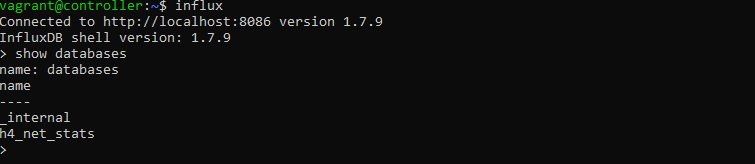 vagrant@controller:~$ influx
Connected to http://localhost:8086 version 1.7.9
InfluxDB shell version: 1.7.9
> show databases
name: databases
name
----
_internal
h4_net_stats
>